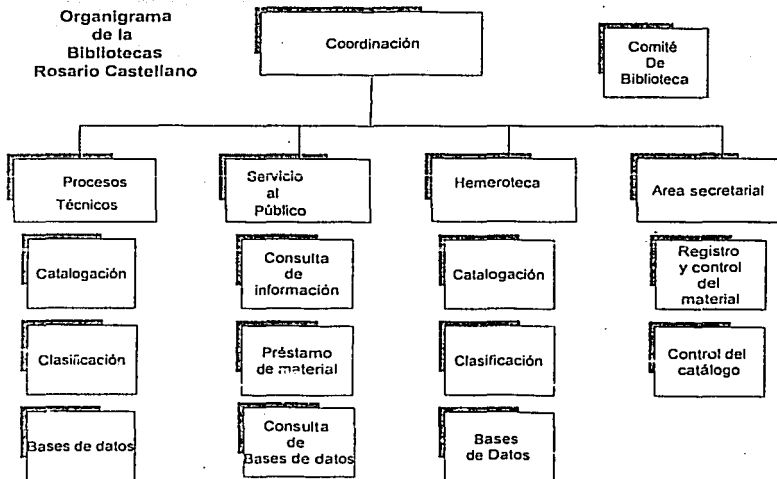 Organigrama
de la
Bibliotecas
Rosario Castellano
Coordinación
Comité
De
Biblioteca
Procesos
Técnicos
Servicio
al
Público
Hemeroteca
Area secretarial
Catalogación
Consulta
de
información
Catalogación
Registro
y control
del
material
Clasificación
Préstamo
de material
Clasificación
Control del
catálogo
Bases de datos
Consulta
de
Bases de datos
Bases
de Datos